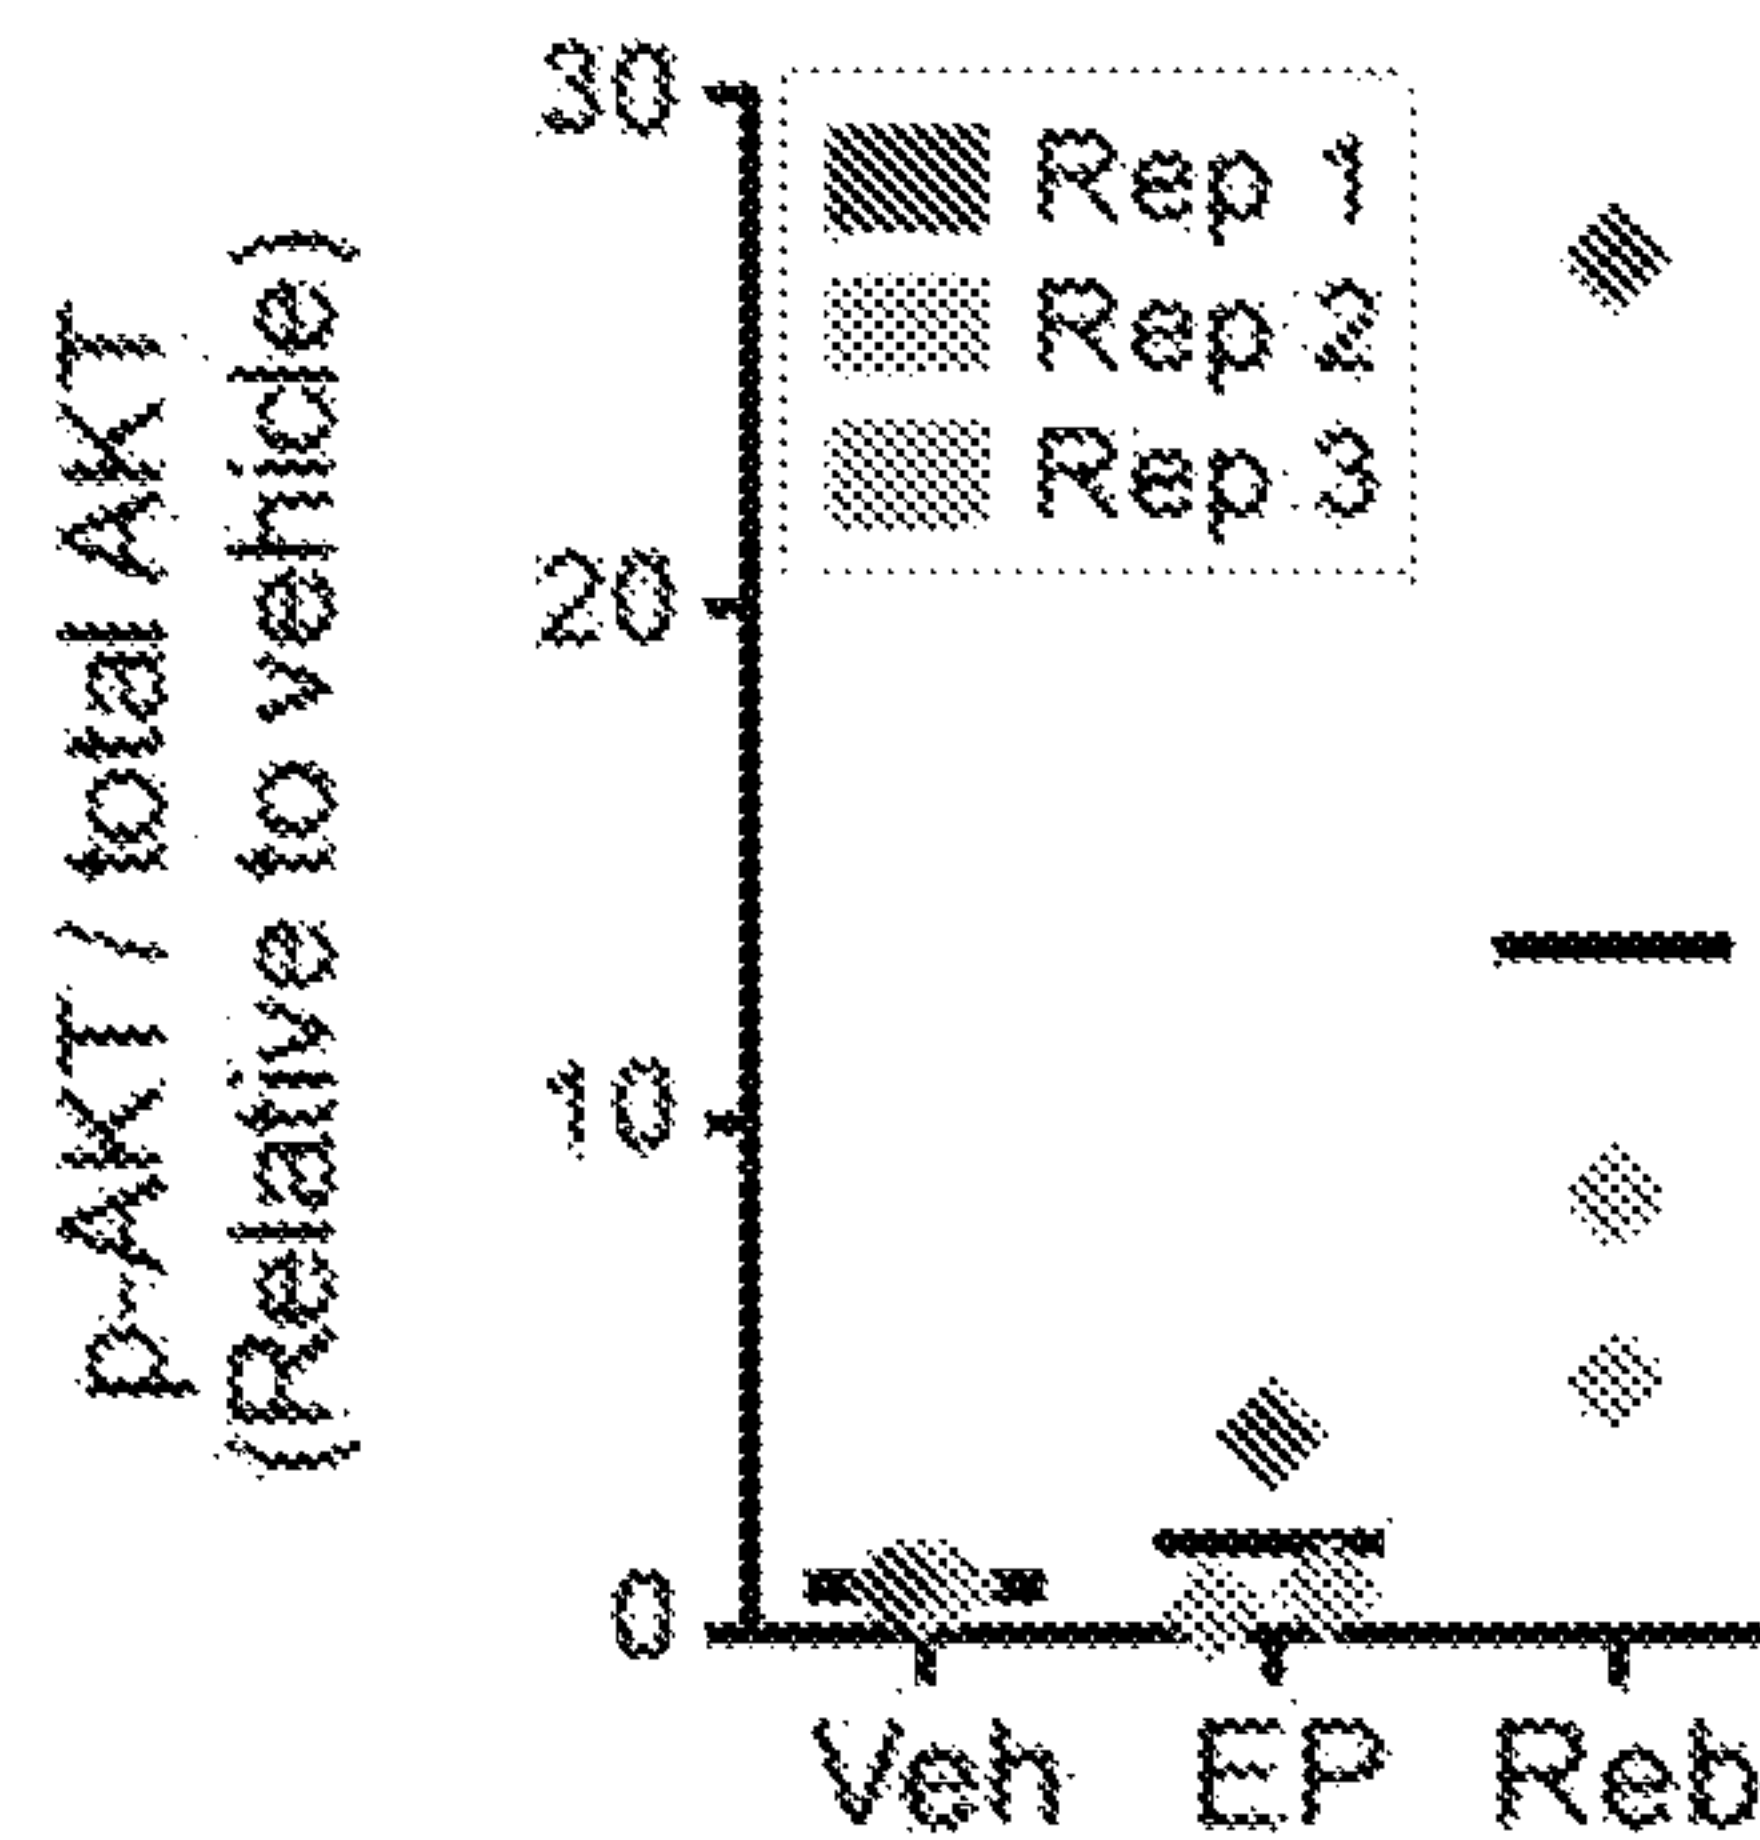 p-AKT / total AKT
(Relative to vehicle)
30
20
10
0
Rep 1
Rep 2
Rep 3
Veh
EP
Reb